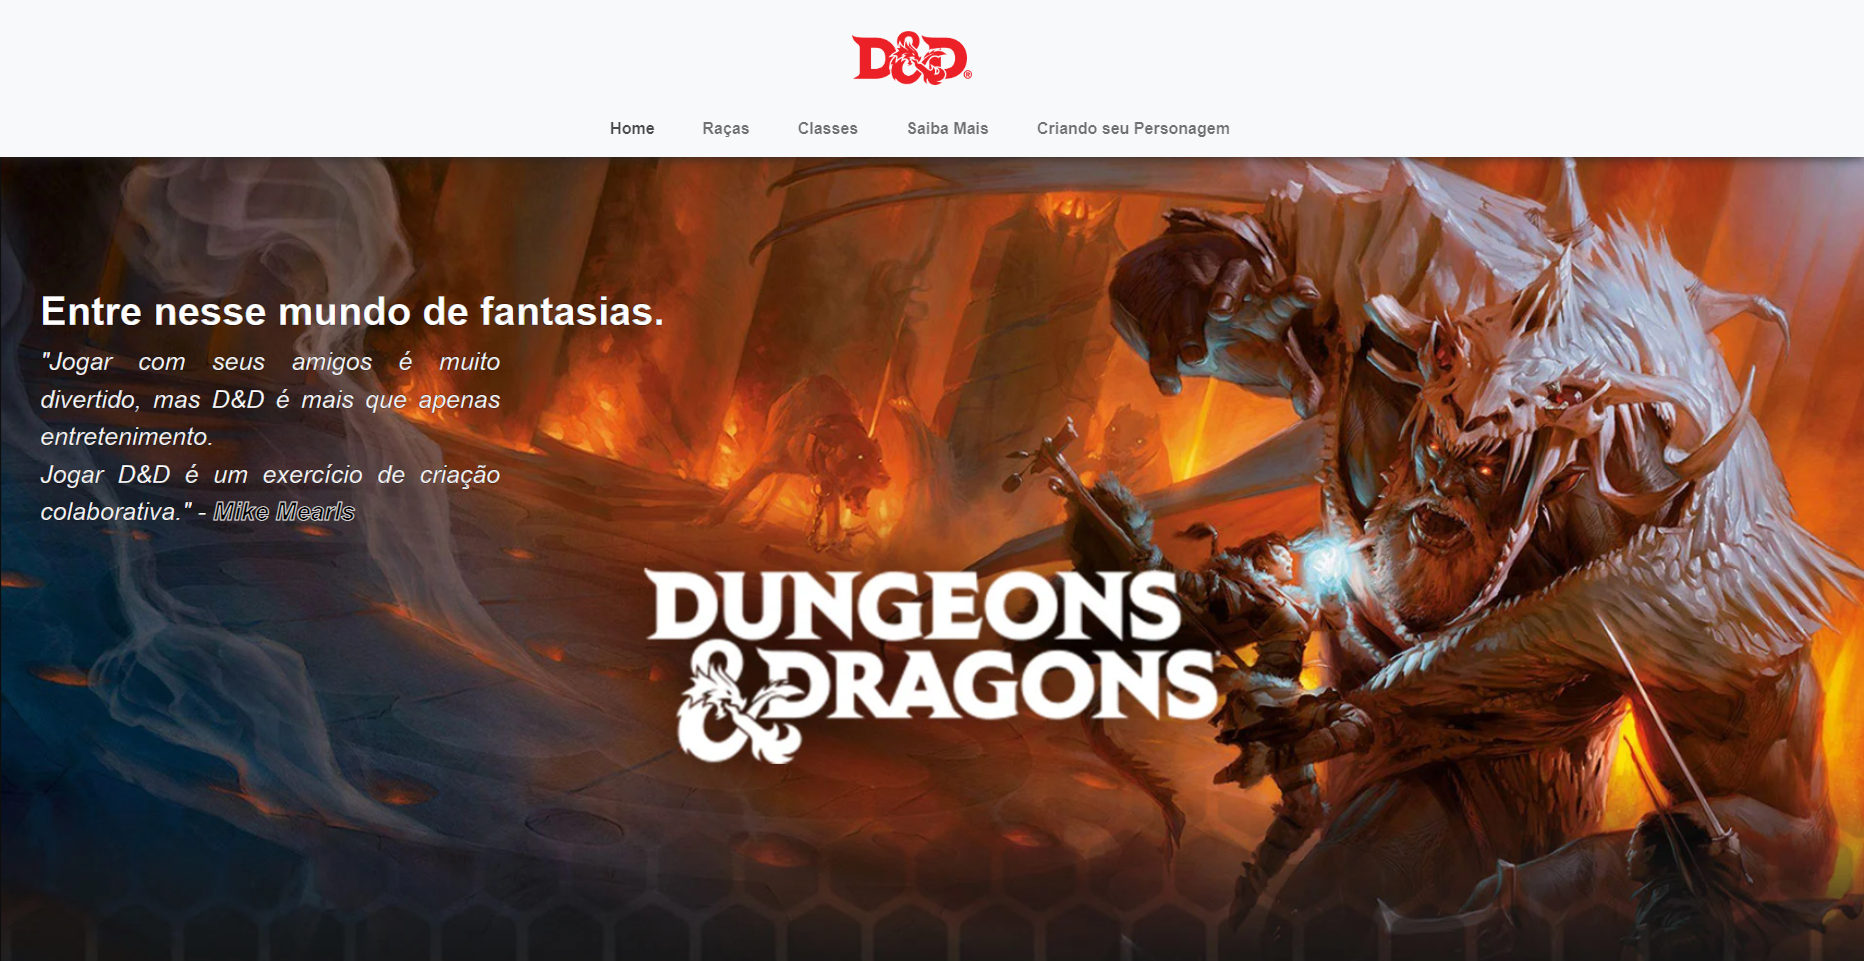 D&D®
Home Raças Classes Saiba Mais Criando seu Personagem
Entre nesse mundo de fantasias.
"Jogar com seus amigos é muito
divertido, mas D&D é mais que apenas
entretenimento.
Jogar D&D é um exercício de criação
colaborativa." - Mike Mearls
DUNGEONS
&DRAGONS